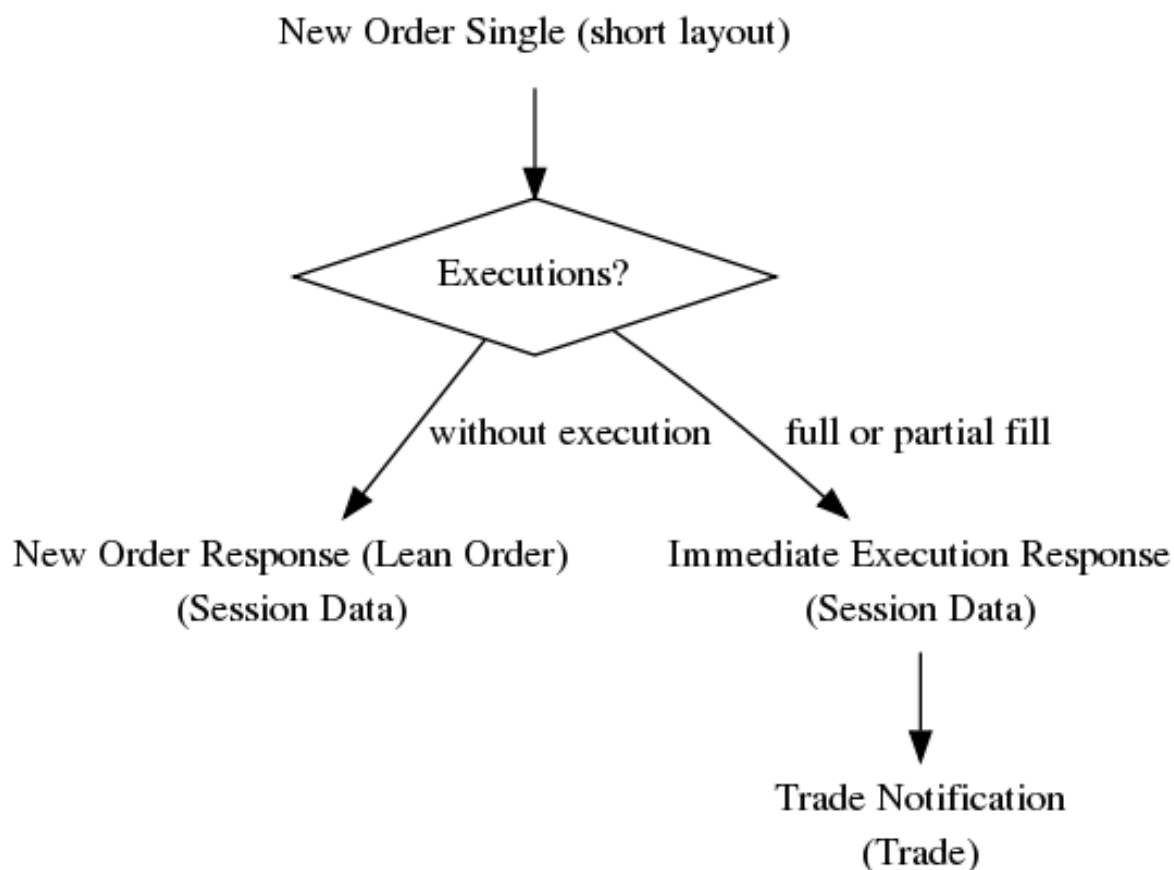 New Order Single (short layout)
Executions?
without execution
full or partial fill
New Order Response (Lean Order)
(Session Data)
Immediate Execution Response
(Session Data)
Trade Notification
(Trade)